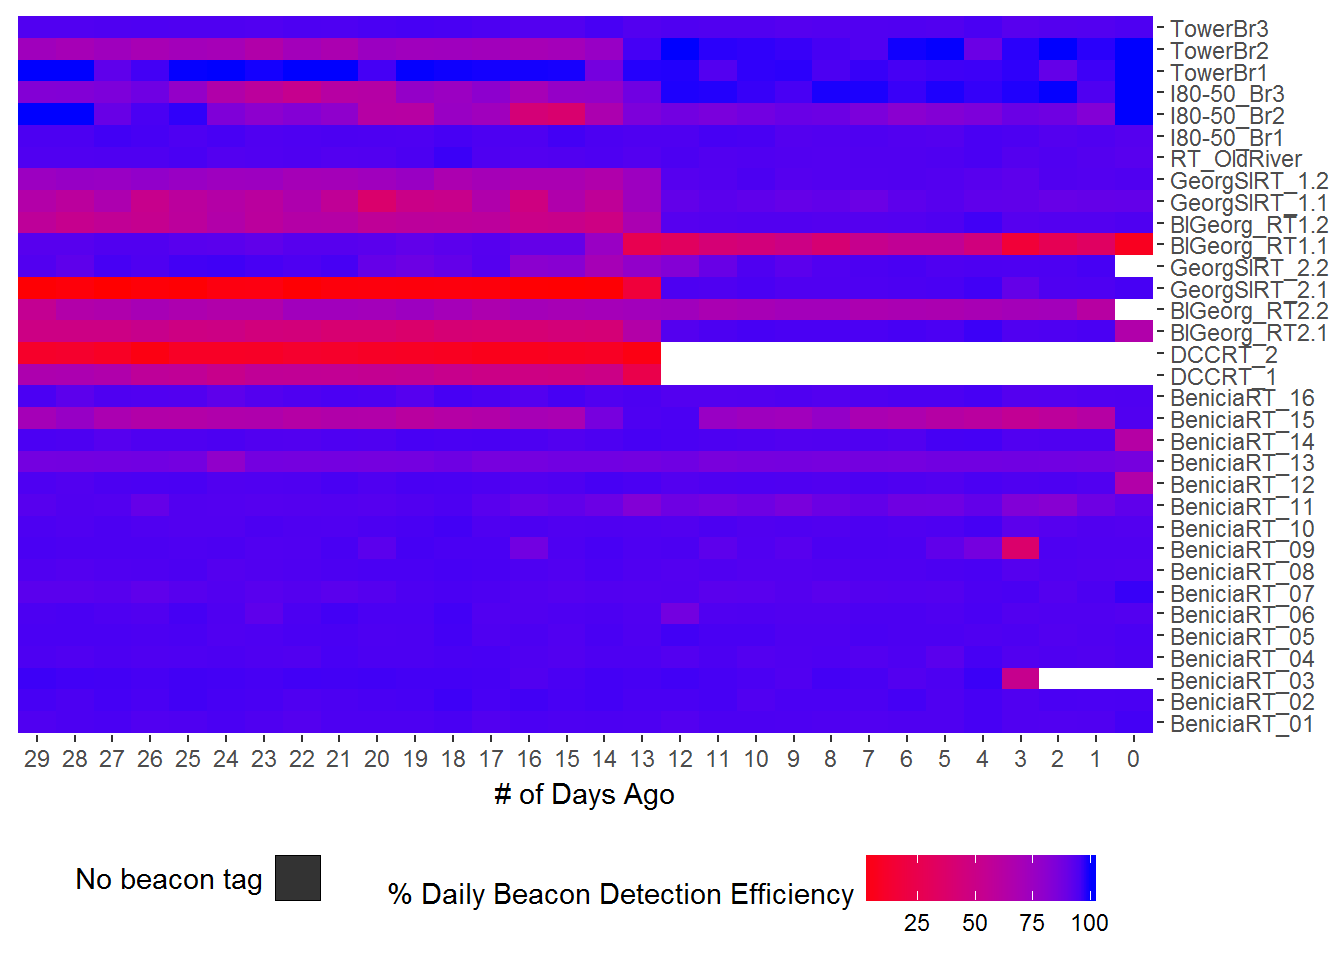 TowerBr3
TowerBr2
TowerBr1
I80-50_Br3
I80-50_Br2
I80-50_Br1
RT_OldRiver
GeorgSlRT_1.2
GeorgSlRT_1.1
BlGeorg_RT1.2
BlGeorg_RT1.1
GeorgSlRT_2.2
GeorgSlRT_2.1
BlGeorg_RT2.2
BlGeorg_RT2.1
DCCRT_2
DCCRT_1
BeniciaRT_16
BeniciaRT_15
BeniciaRT_14
BeniciaRT_13
BeniciaRT_12
BeniciaRT_11
BeniciaRT_10
BeniciaRT_09
BeniciaRT_08
BeniciaRT_07
BeniciaRT_06
BeniciaRT_05
BeniciaRT_04
BeniciaRT_03
BeniciaRT_02
BeniciaRT_01
29 28 27 26 25 24 23 22 21 20 19 18 17 16 15 14 13 12 11 10 9 8 7 6 5 4 3 2 1 0
# of Days Ago
No beacon tag
% Daily Beacon Detection Efficiency
25 50 75 100